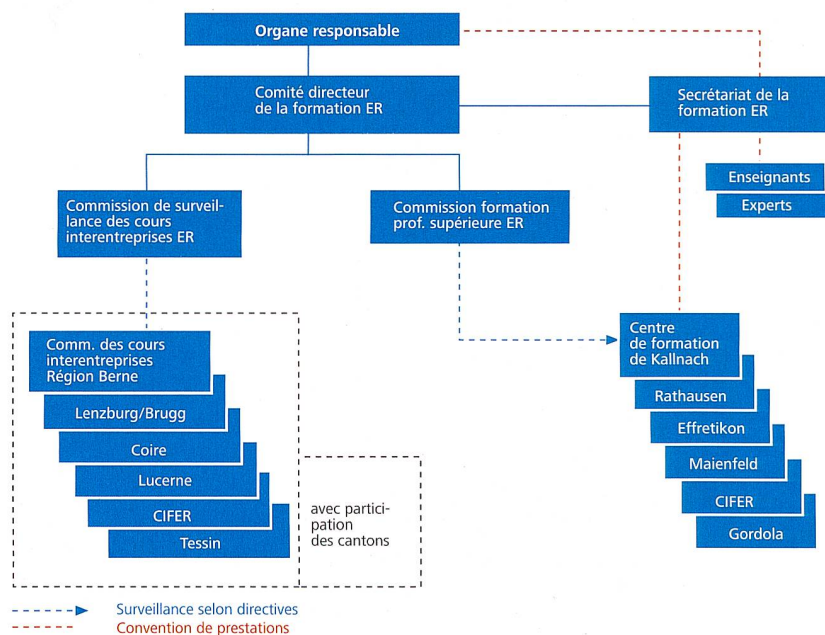 Organe responsable
Comité directeur
de la formation ER
Secrétariat de la
formation ER
Enseignants
Experts
Commission de surveil-
lance des cours
interentreprises ER
Commission formation
prof. supérieure ER
Comm. des cours
interentreprises
Région Berne
Lenzburg/Brugg
Coire
Lucerne
CIFER
Tessin
avec partici-
pation
des cantons
Centre
de formation
de Kallnach
Rathausen
Effretikon
Maienfeld
CIFER
Gordola
Surveillance selon directives
Convention de prestations